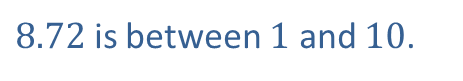 8.72 is between 1 and 10.